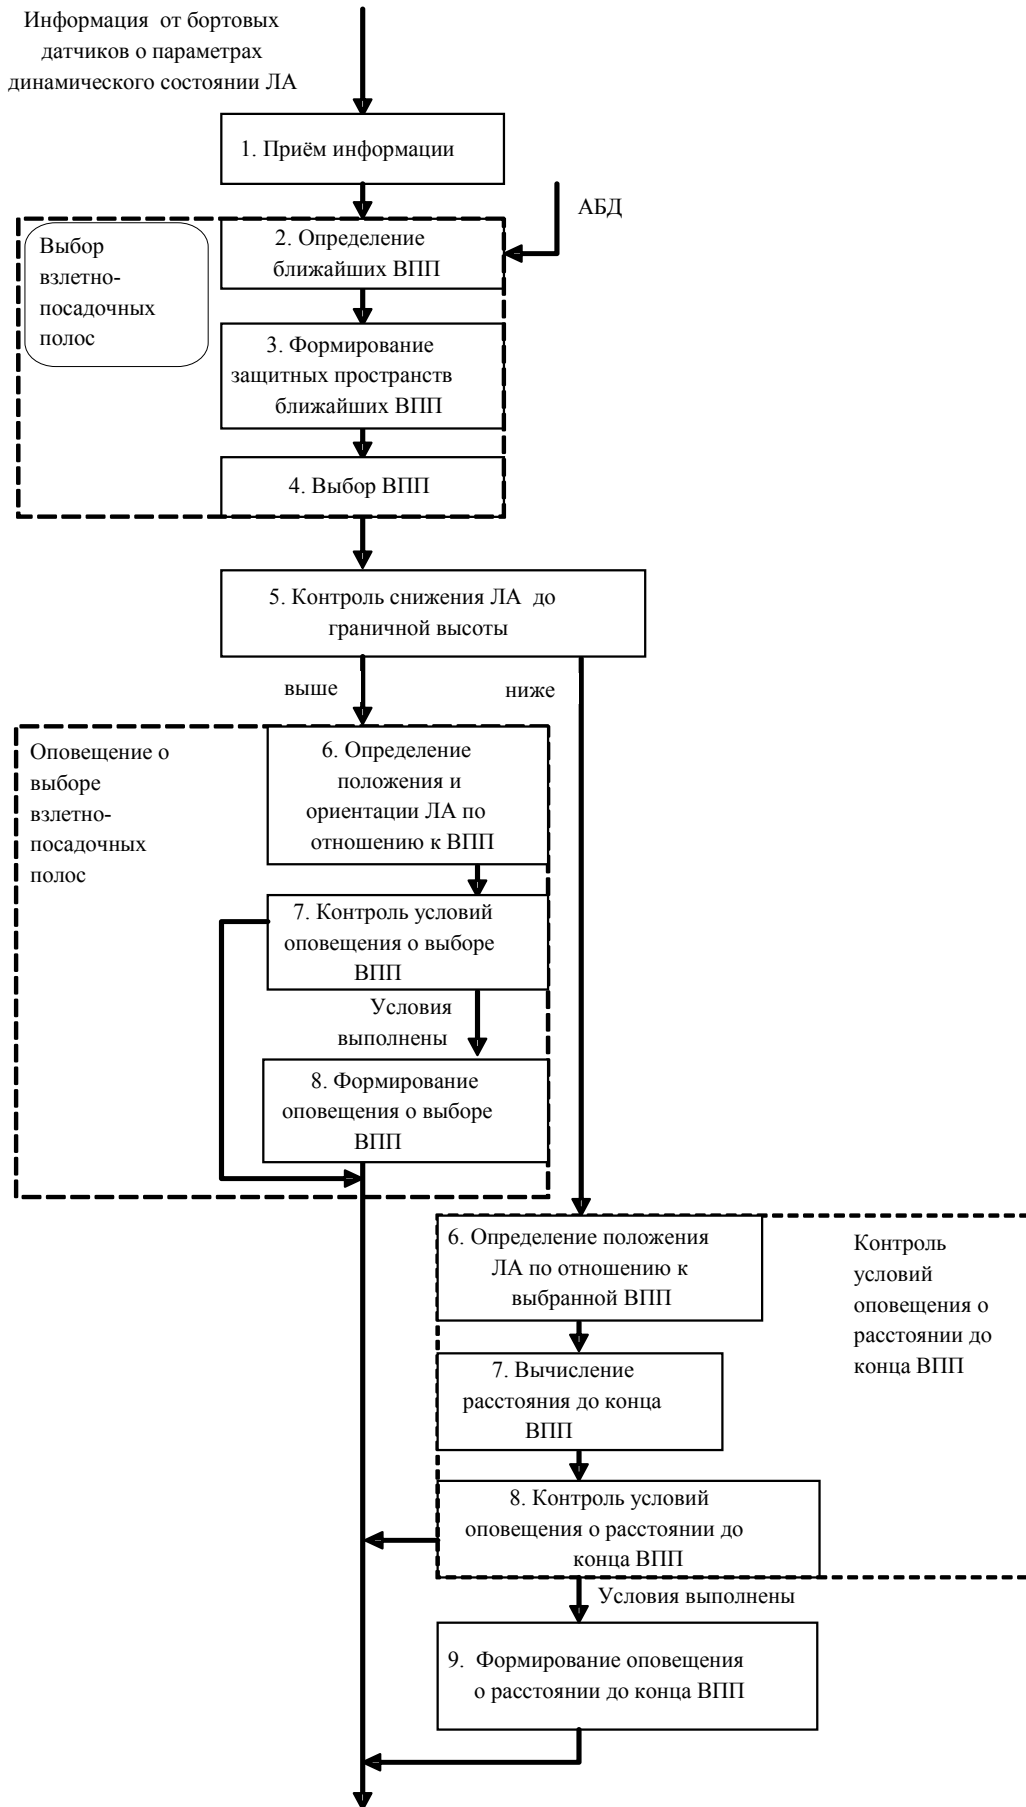 Информация от бортовых
датчиков о параметрах
динамического состоянии ЛА
1. Приём информации
АБД
Выбор
взлетно-
посадочных
полос
2. Определение
ближайших ВПП
3. Формирование
защитных пространств
ближайших ВПП
4. Выбор ВПП
5. Контроль снижения ЛА до
граничной высоты
выше
ниже
Оповещение о
выборе
взлетно-
посадочных
полос
6. Определение
положения и
ориентации ЛА по
отношению к ВПП
7. Контроль условий
оповещения о выборе
ВПП
Условия
выполнены
8. Формирование
оповещения о выборе
ВПП
6. Определение положения
ЛА по отношению к
выбранной ВПП
Контроль
условий
оповещения о
расстоянии до
конца ВПП
7. Вычисление
расстояния до конца
ВПП
8. Контроль условий
оповещения о расстоянии до
конца ВПП
Условия выполнены
9. Формирование оповещения
о расстоянии до конца ВПП